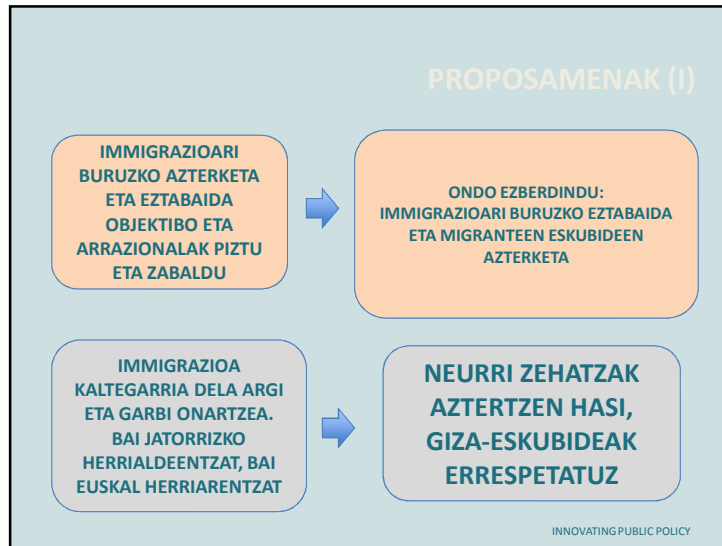 PROPOSAMENAK (I)
IMMIGRAZIOARI
BURUZKO AZTERKETA
ETA EZTABAIDA
OBJEKTIBO ETA
ARRAZIONALAK PIZTU
ETA ZABALDU
ONDO EZBERDINDU:
IMMIGRAZIOARI BURUZKO EZTABAIDA
ETA MIGRANTEEN ESKUBIDEEN
AZTERKETA
IMMIGRAZIOA
KALTEGARRIA DELA ARGI
ETA GARBI ONARTZEA.
BAI JATORRIZKO
HERRIALDEENTZAT, BAI
EUSKAL HERRIARENTZAT
NEURRI ZEHATZAK
AZTERTZEN HASI,
GIZA-ESKUBIDEAK
ERRESPETATUZ
INNOVATING PUBLIC POLICY